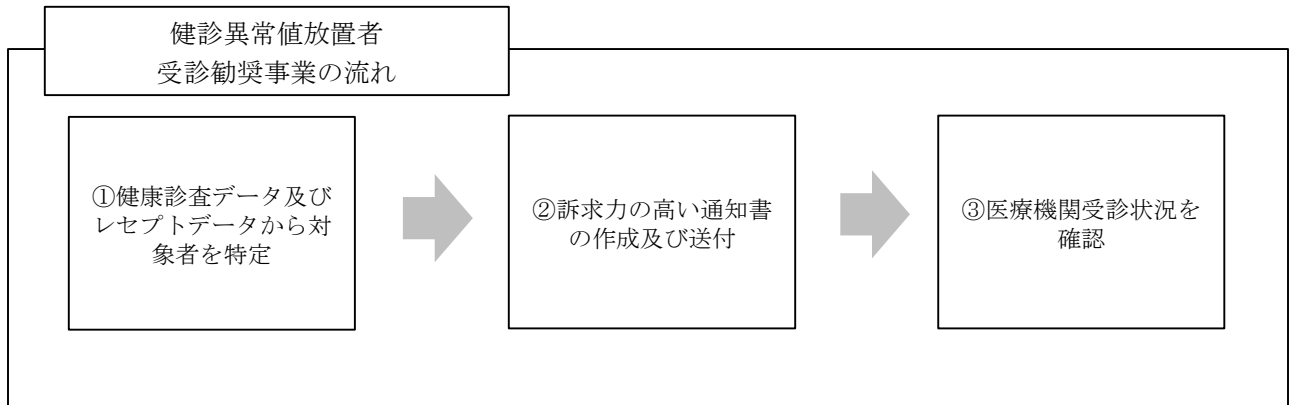 健診異常値放置者
受診勧奨事業の流れ
①健康診査データ及び
レセプトデータから対
象者を特定
②訴求力の高い通知書
の作成及び送付
③医療機関受診状況を
確認